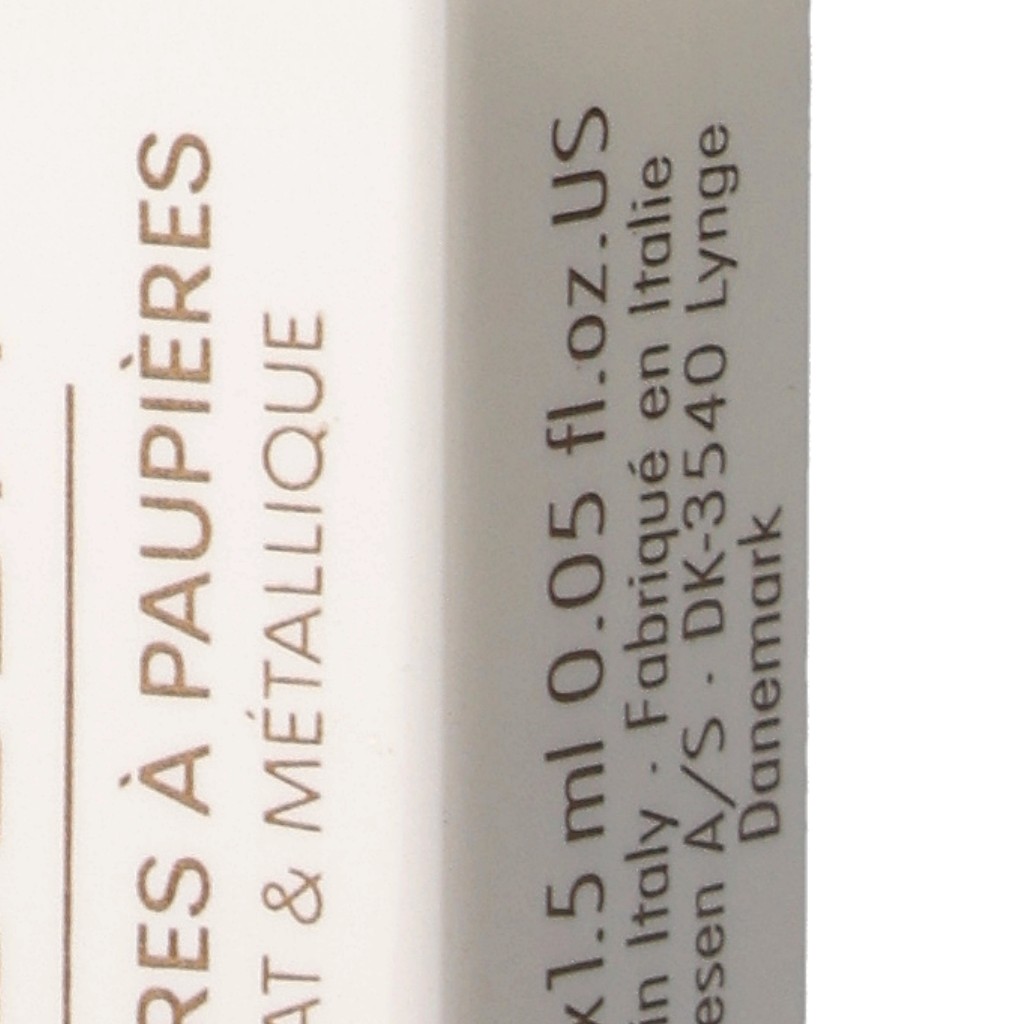 RES À PAUPIÈRES
AT & MÉTALLIQUE
x1.5 ml 0.05 fl.oz.US
in Italy · Fabriqué en Italie
esen A/S · DK-3540 Lynge
Danemark